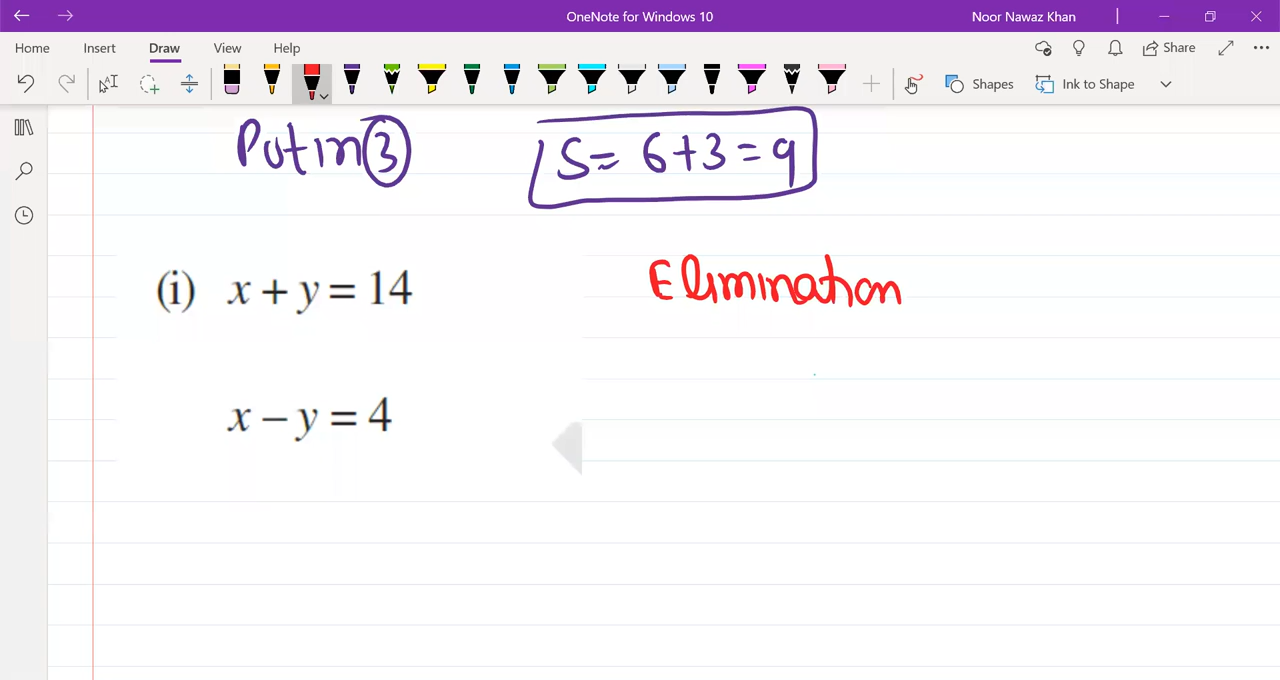 OneNote for Windows 10
Noor Nawaz Khan
Home Insert Draw View Help
Share
Shapes
Ink to Shape
Put in 3
S = 6+3 = 9
(i) x + y = 14
Elimination
x − y = 4